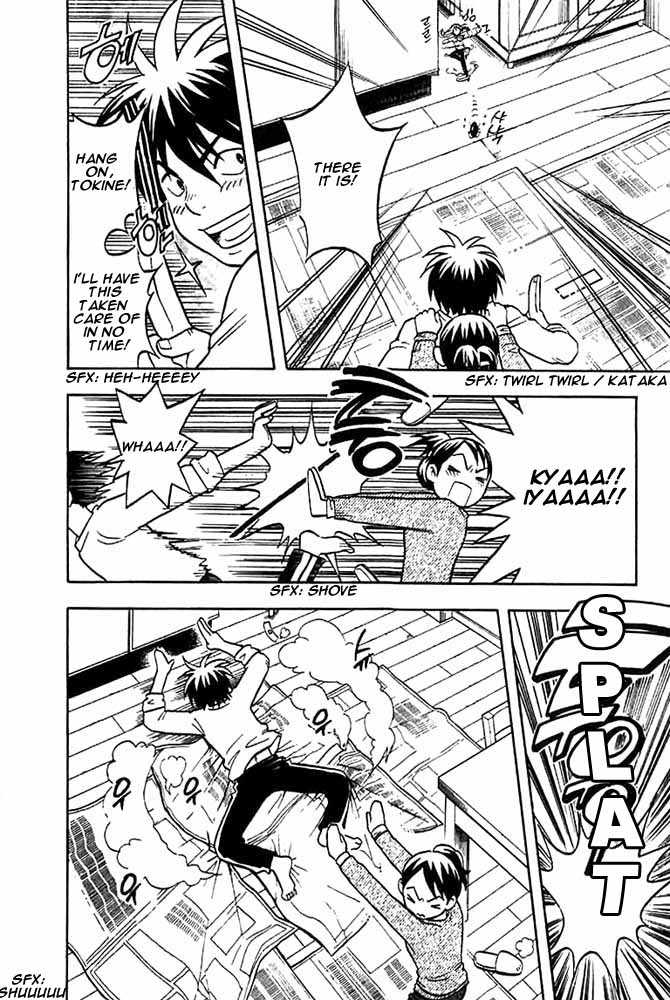 THERE
IT IS!
SFX: TWIRL TWIRL / KATAKA
HANG
ON,
TOKINE!
I'LL HAVE
THIS
TAKEN
CARE OF
IN NO
TIME!
SFX: HEH-HEEEEY
KYAAA!!
IYAAAA!!
WHAAA!!
SFX: SHOVE
SPLAT
SFX:
SHUUUUU